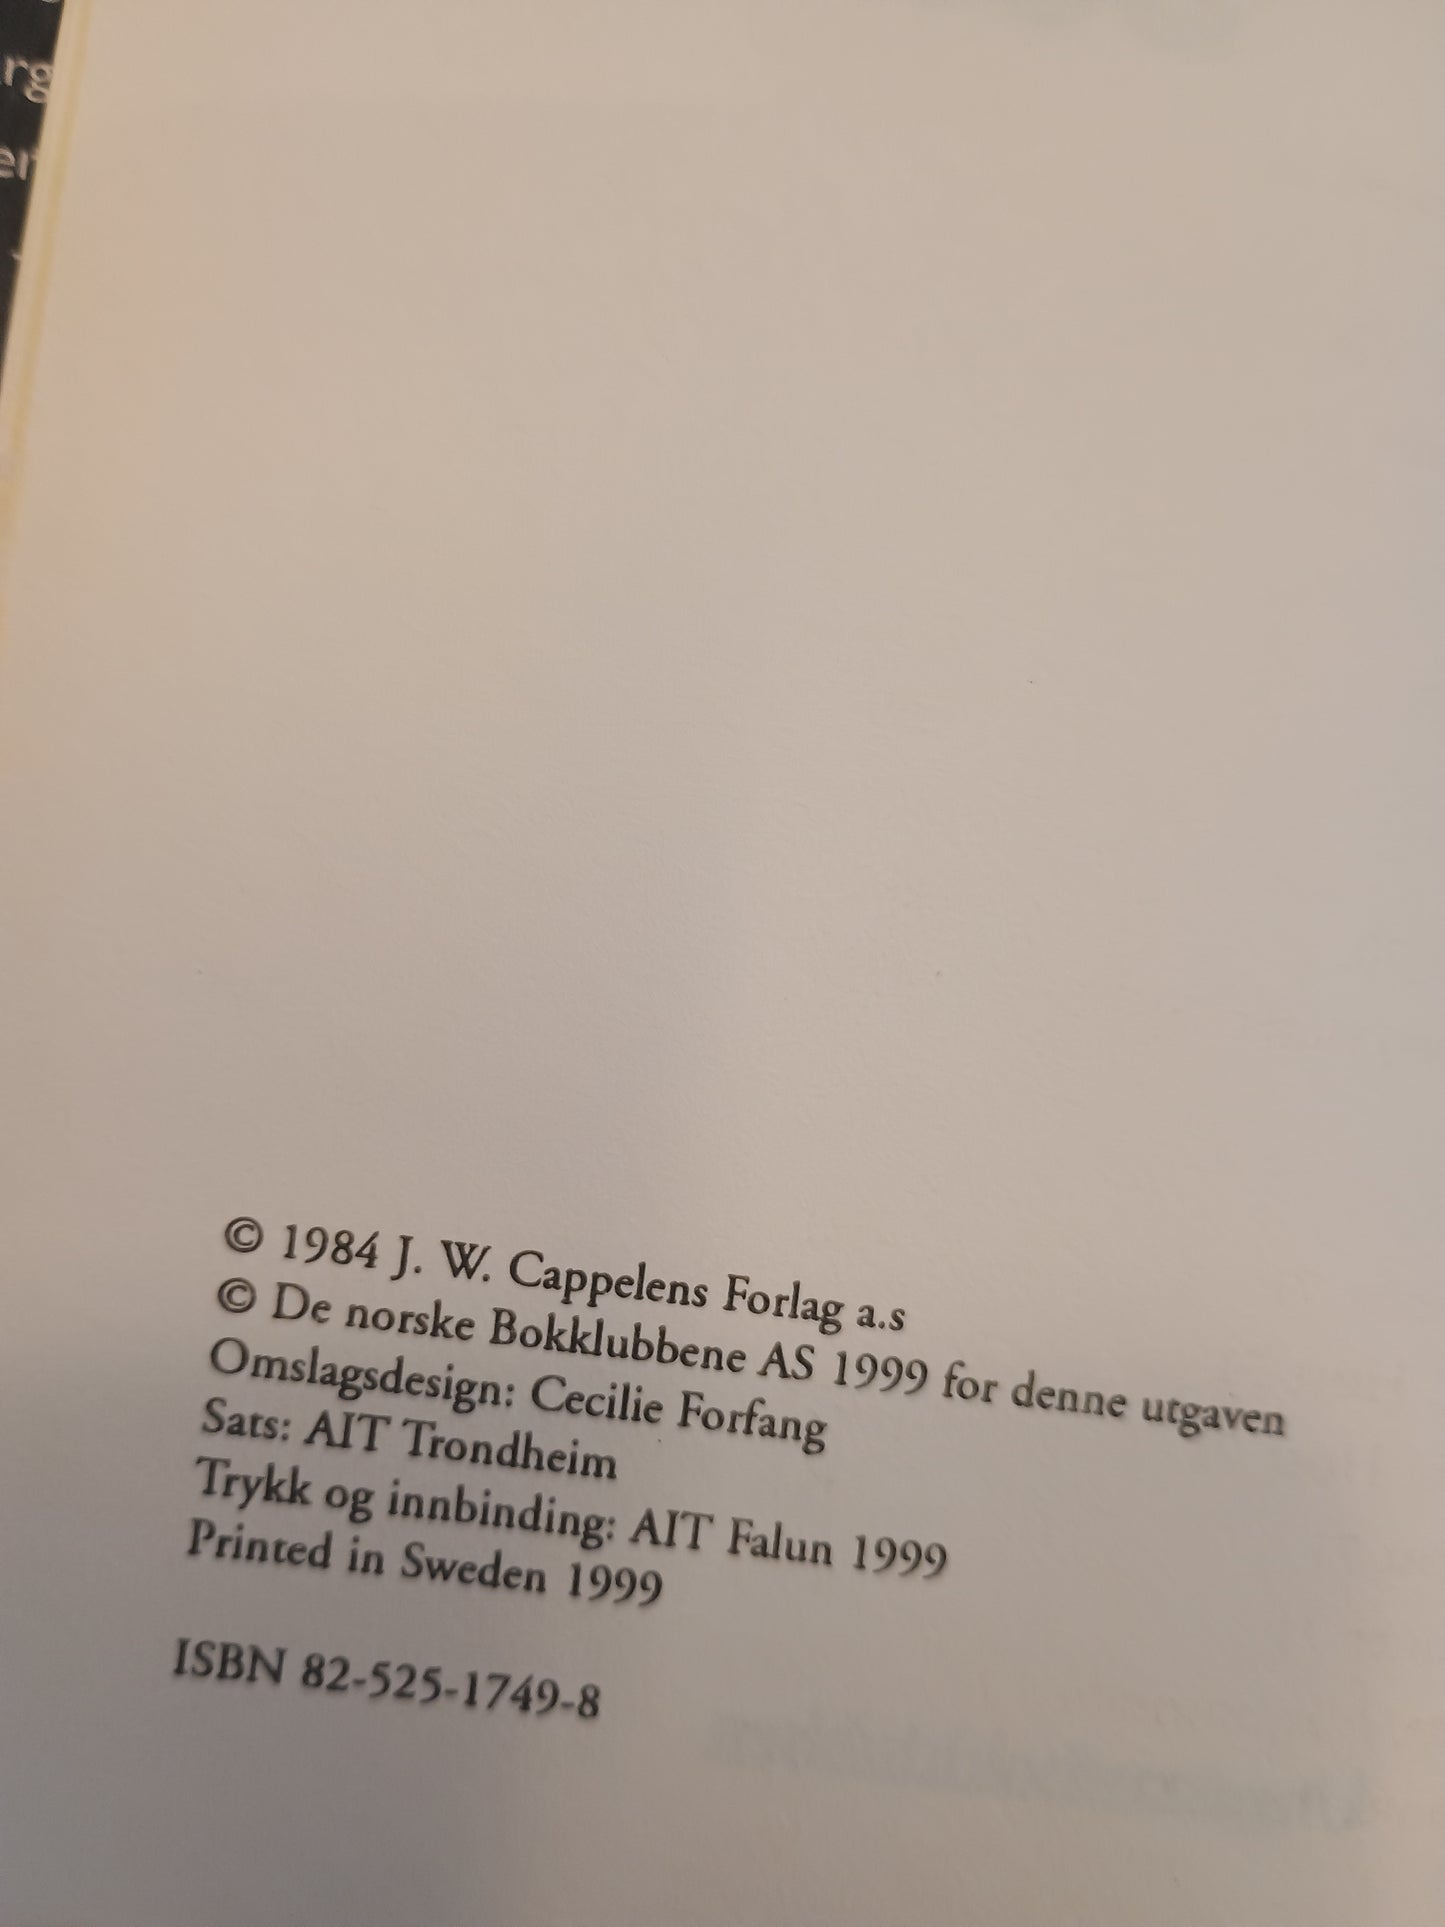 © 1984 J. W. Cappelens Forlag a.s
© De norske Bokklubbene AS 1999 for denne utgaven
Omslagsdesign: Cecilie Forfang
Sats: AIT Trondheim
Trykk og innbinding: AIT Falun 1999
Printed in Sweden 1999
ISBN 82-525-1749-8